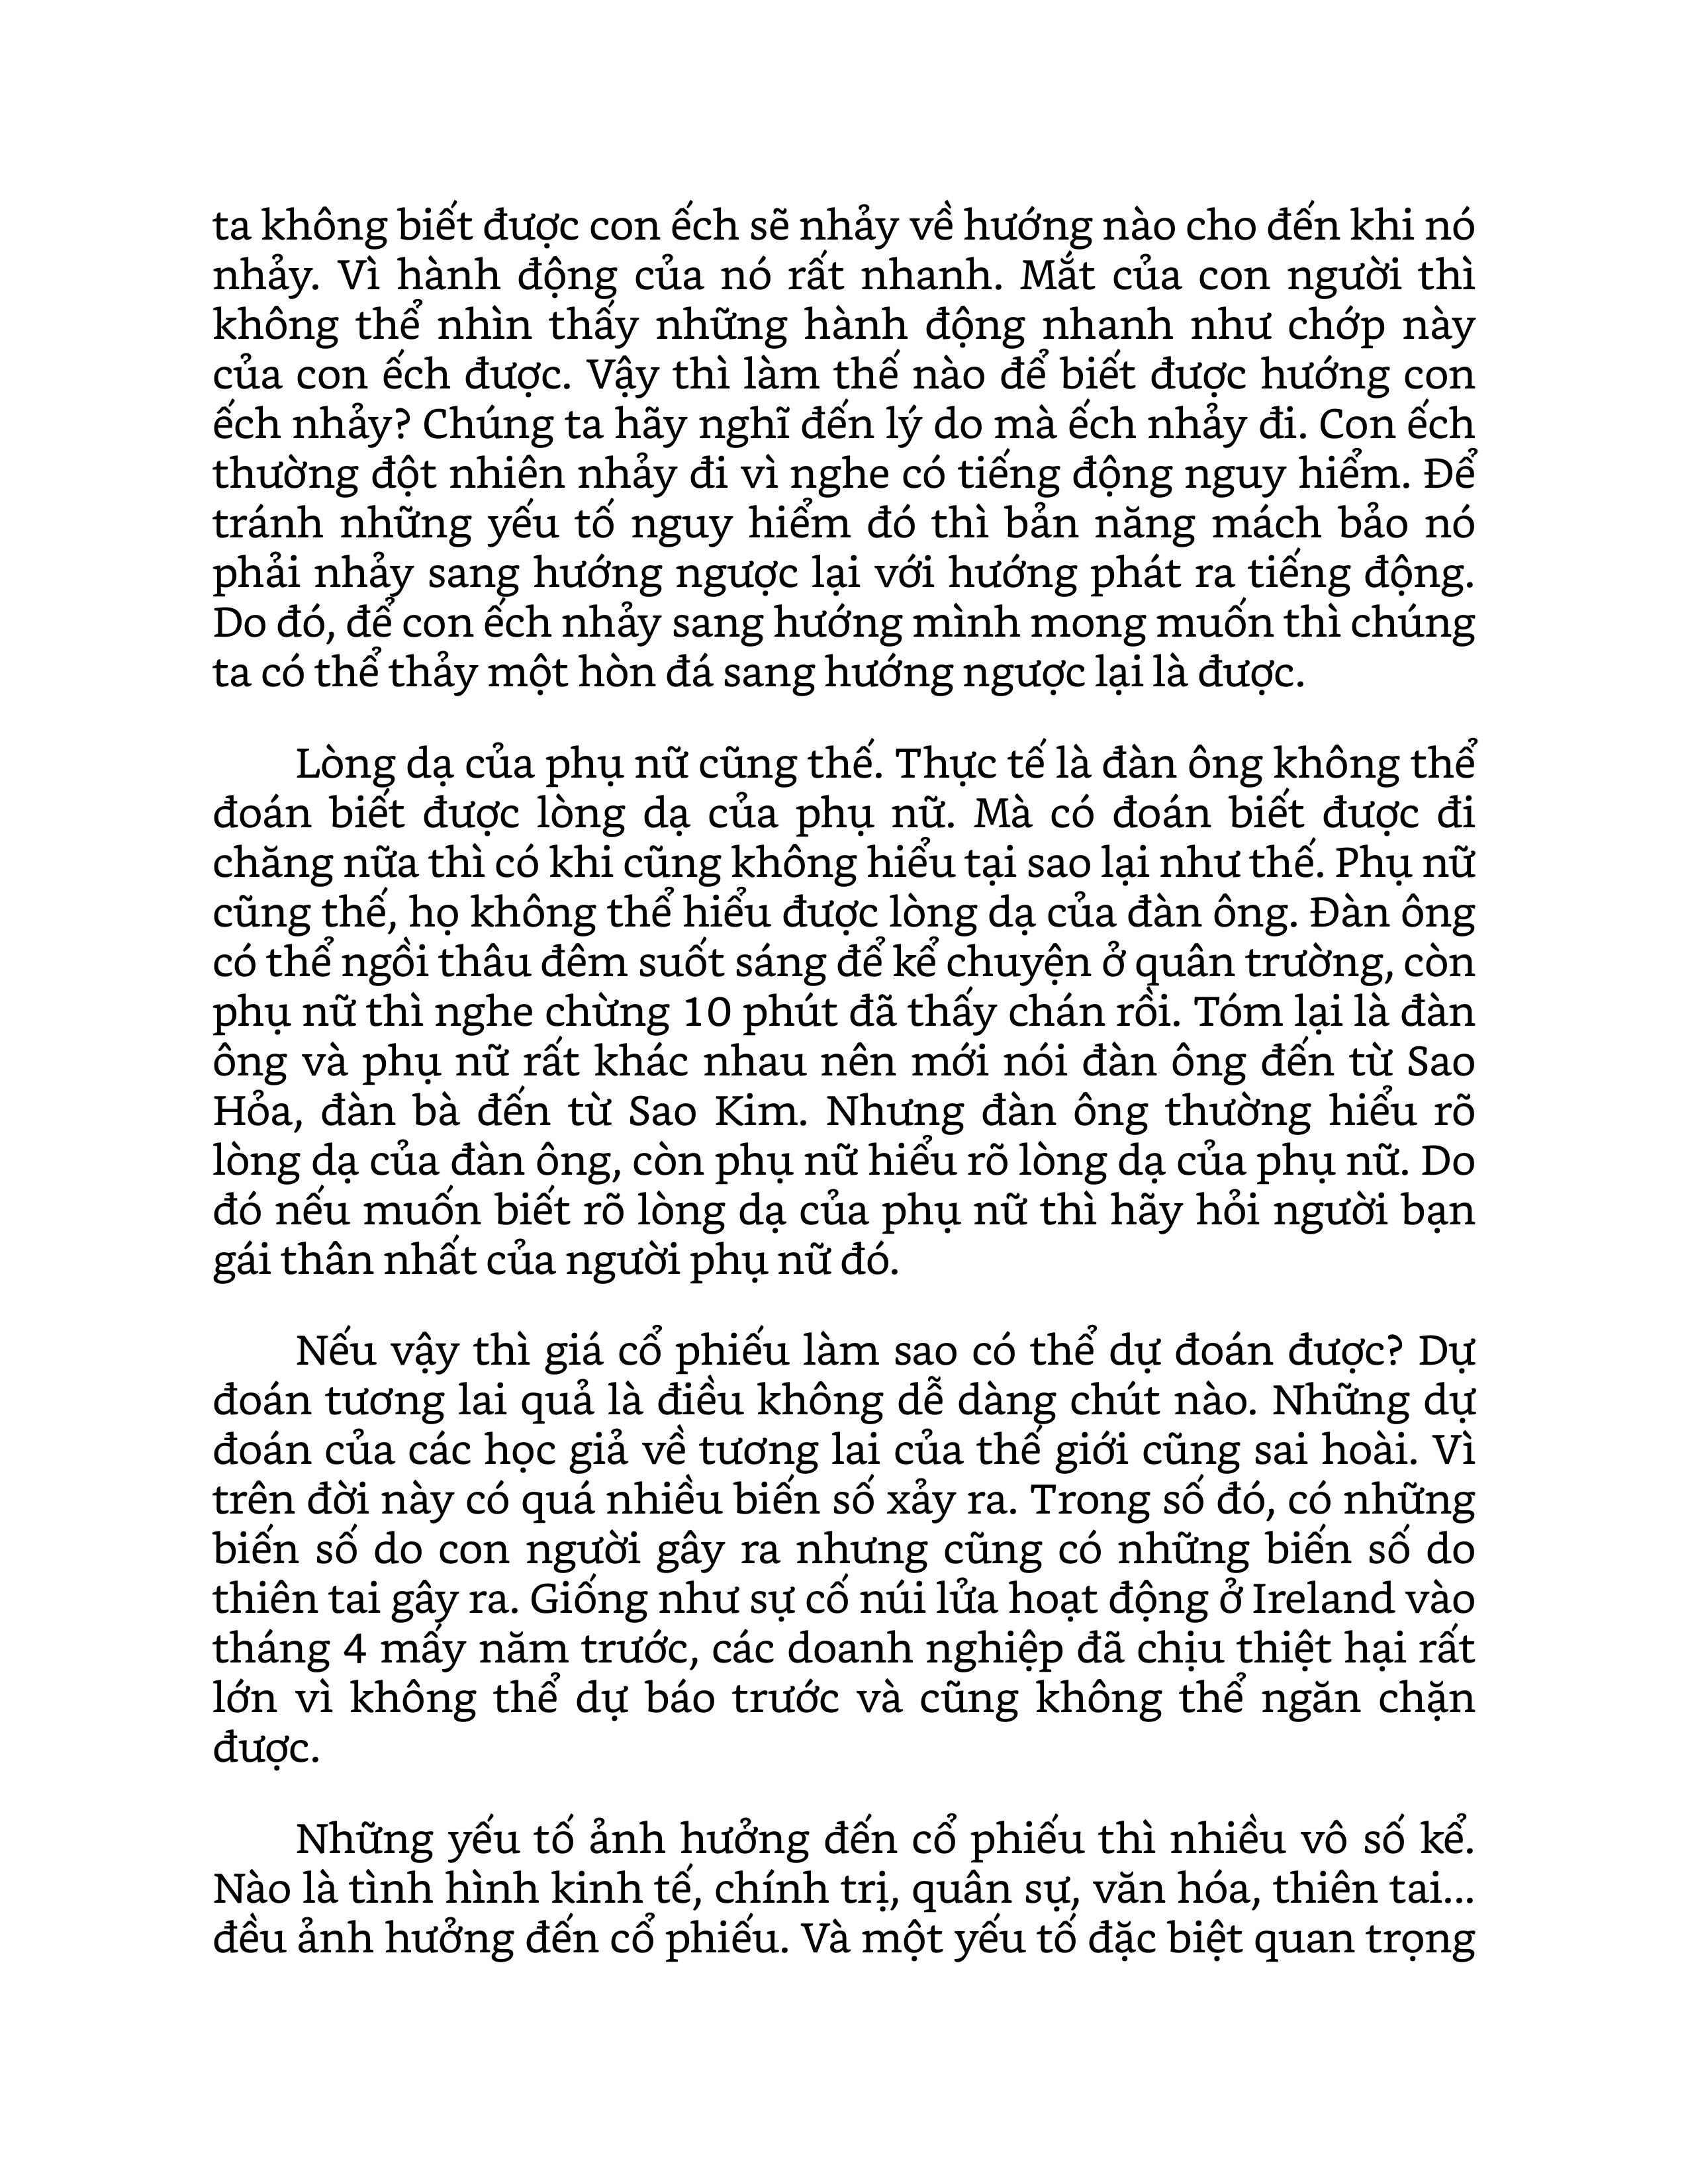 ta không biết được con ếch sẽ nhảy về hướng nào cho đến khi nó
nhảy. Vì hành động của nó rất nhanh. Mắt của con người thì
không thể nhìn thấy những hành động nhanh như chớp này
của con ếch được. Vậy thì làm thế nào để biết được hướng con
ếch nhảy? Chúng ta hãy nghĩ đến lý do mà ếch nhảy đi. Con ếch
thường đột nhiên nhảy đi vì nghe có tiếng động nguy hiểm. Để
tránh những yếu tố nguy hiểm đó thì bản năng mách bảo nó
phải nhảy sang hướng ngược lại với hướng phát ra tiếng động.
Do đó, để con ếch nhảy sang hướng mình mong muốn thì chúng
ta có thể thảy một hòn đá sang hướng ngược lại là được.
Lòng dạ của phụ nữ cũng thế. Thực tế là đàn ông không thể
đoán biết được lòng dạ của phụ nữ. Mà có đoán biết được đi
chăng nữa thì có khi cũng không hiểu tại sao lại như thế. Phụ nữ
cũng thế, họ không thể hiểu được lòng dạ của đàn ông. Đàn ông
có thể ngồi thâu đêm suốt sáng để kể chuyện ở quân trường, còn
phụ nữ thì nghe chừng 10 phút đã thấy chán rồi. Tóm lại là đàn
ông và phụ nữ rất khác nhau nên mới nói đàn ông đến từ Sao
Hỏa, đàn bà đến từ Sao Kim. Nhưng đàn ông thường hiểu rõ
lòng dạ của đàn ông, còn phụ nữ hiểu rõ lòng dạ của phụ nữ. Do
đó nếu muốn biết rõ lòng dạ của phụ nữ thì hãy hỏi người bạn
gái thân nhất của người phụ nữ đó.
Nếu vậy thì giá cổ phiếu làm sao có thể dự đoán được? Dự
đoán tương lai quả là điều không dễ dàng chút nào. Những dự
đoán của các học giả về tương lai của thế giới cũng sai hoài. Vì
trên đời này có quá nhiều biến số xảy ra. Trong số đó, có những
biến số do con người gây ra nhưng cũng có những biến số do
thiên tai gây ra. Giống như sự cố núi lửa hoạt động ở Ireland vào
tháng 4 mấy năm trước, các doanh nghiệp đã chịu thiệt hại rất
lớn vì không thể dự báo trước và cũng không thể ngăn chặn
được.
Những yếu tố ảnh hưởng đến cổ phiếu thì nhiều vô số kể.
Nào là tình hình kinh tế, chính trị, quân sự, văn hóa, thiên tai...
đều ảnh hưởng đến cổ phiếu. Và một yếu tố đặc biệt quan trọng